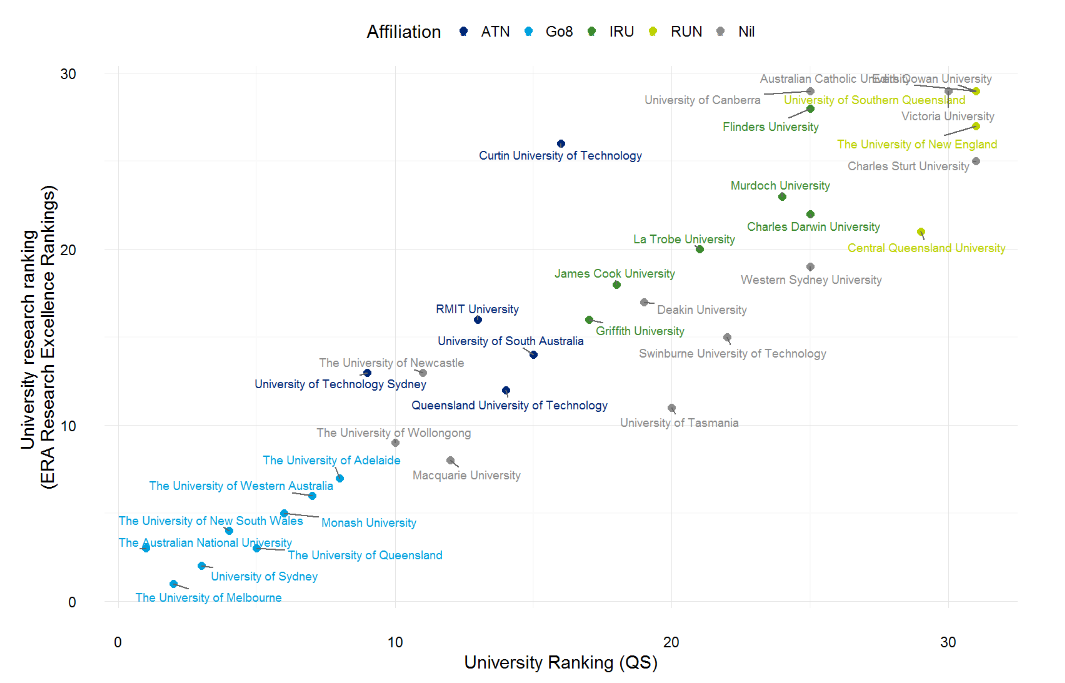 Affiliation ATN Go8 IRU RUN Nil
30
Australian Catholic University
Edith Cowan University
University of Canberra
University of Southern Queensland
Victoria University
Flinders University
The University of New England
Curtin University of Technology
Charles Sturt University
Murdoch University
Charles Darwin University
La Trobe University
Central Queensland University
20
James Cook University
Western Sydney University
RMIT University
Deakin University
Griffith University
University of South Australia
Swinburne University of Technology
The University of Newcastle
University of Technology Sydney
Queensland University of Technology
University of Tasmania
10
The University of Wollongong
The University of Adelaide
Macquarie University
The University of Western Australia
The University of New South Wales
Monash University
The Australian National University
The University of Queensland
University of Sydney
The University of Melbourne
0
University research ranking
(ERA Research Excellence Rankings)
0 10 20 30
University Ranking (QS)